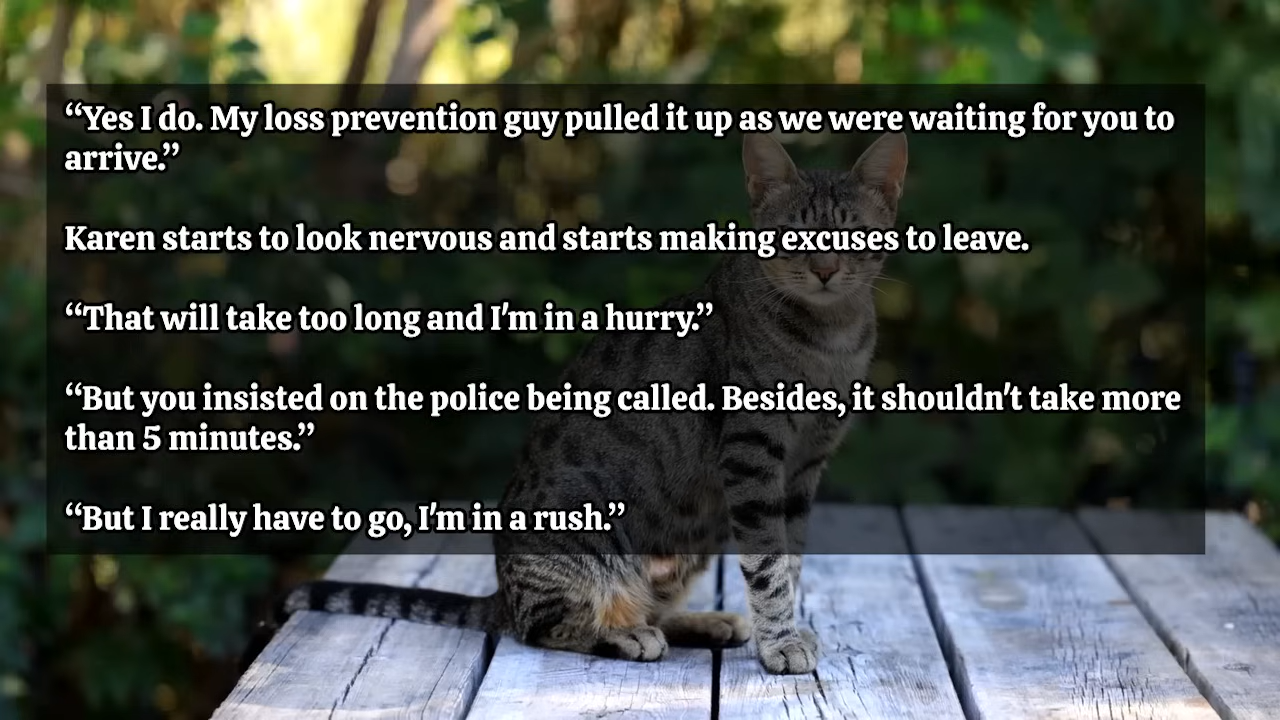 “Yes I do. My loss prevention guy pulled it up as we were waiting for you to
arrive.”
Karen starts to look nervous and starts making excuses to leave.
“That will take too long and I'm in a hurry.”
“But you insisted on the police being called. Besides, it shouldn't take more
than 5 minutes.”
“But I really have to go, I'm in a rush.”